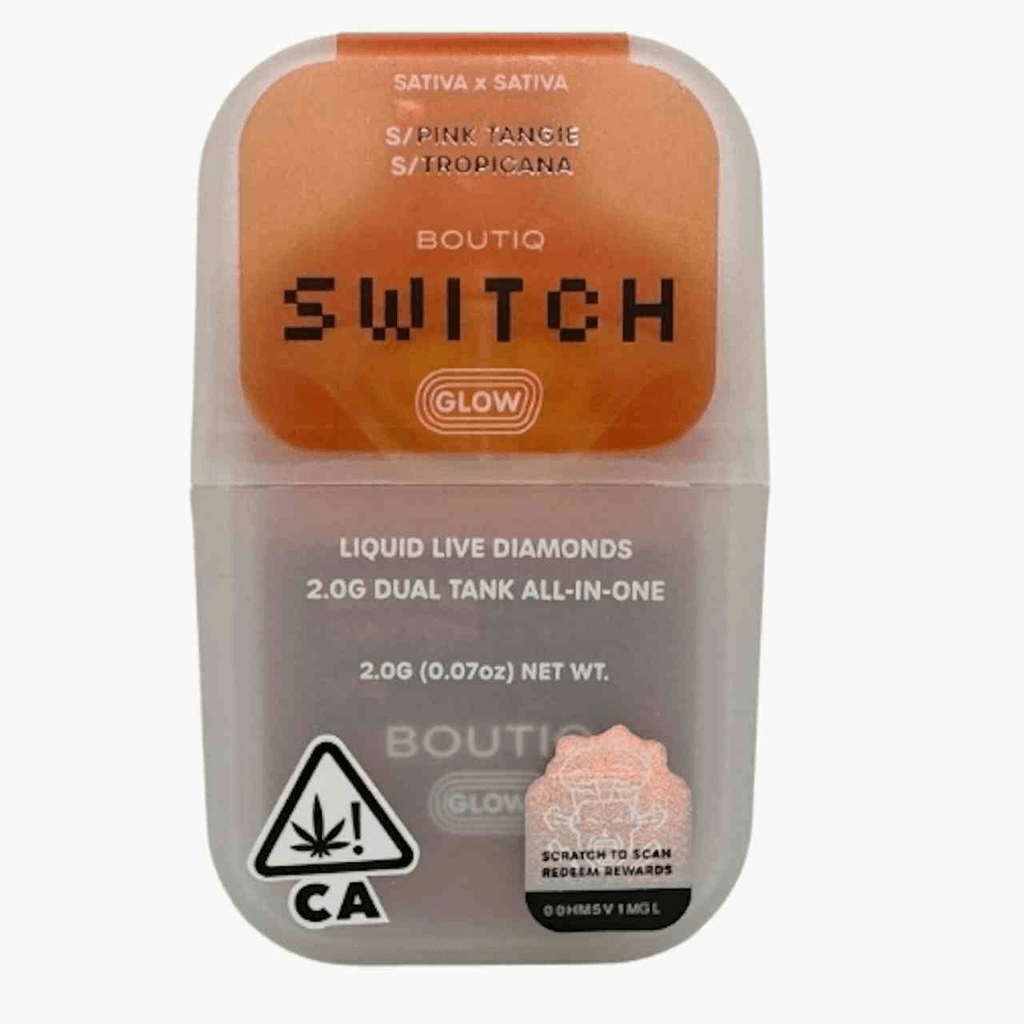 SATIVA x SATIVA
S/PINK TANGIE
S/TROPICANA
BOUTIQ
SWITCH
GLOW
LIQUID LIVE DIAMONDS
2.0G DUAL TANK ALL-IN-ONE
2.0G (0.07oz) NET WT.
BOUTIQ
GLOW
!
CA
SCRATCH TO SCAN
REDEEM REWARDS